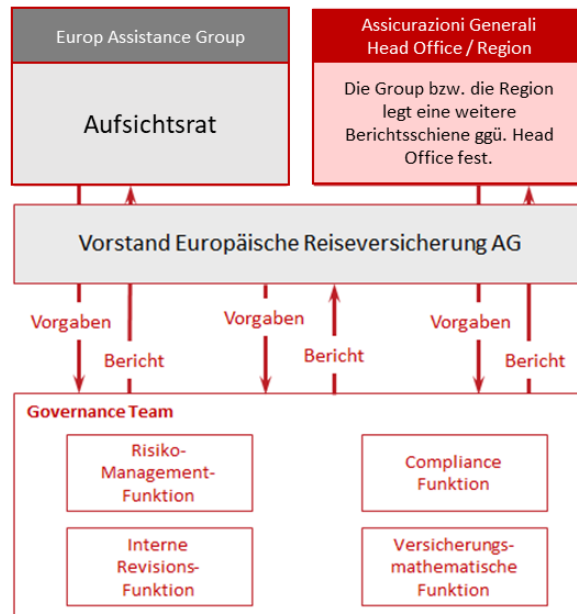 Europ Assistance Group
Aufsichtsrat
Assicurazioni Generali
Head Office / Region
Die Group bzw. die Region
legt eine weitere
Berichtsschiene ggü. Head
Office fest.
Vorstand Europäische Reiseversicherung AG
Vorgaben
Bericht
Vorgaben
Bericht
Vorgaben
Bericht
Governance Team
Risiko-
Management-
Funktion
Compliance
Funktion
Interne
Revisions-
Funktion
Versicherungs-
mathematische
Funktion